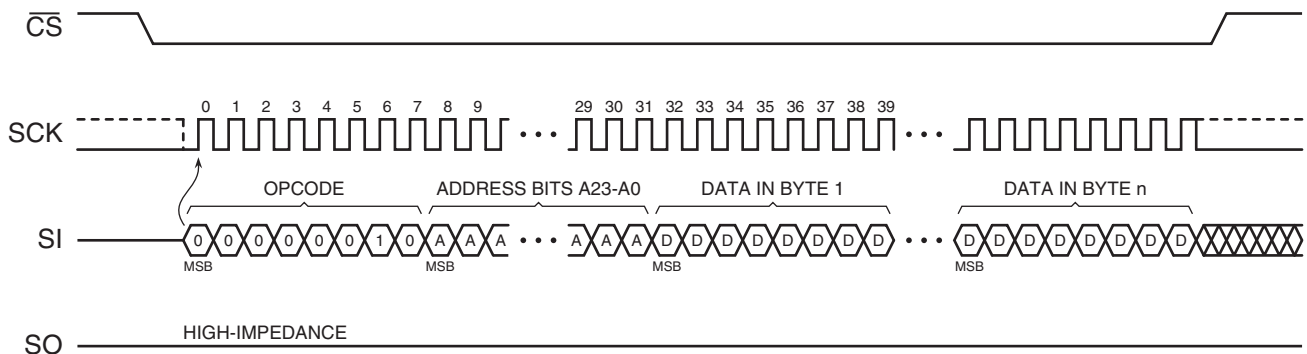 CS
SCK
0 1 2 3 4 5 6 7 8 9 29 30 31 32 33 34 35 36 37 38 39
OPCODE ADDRESS BITS A23-A0 DATA IN BYTE 1 DATA IN BYTE n
SI
0 0 0 0 0 0 1 0 A A A A A A D D D D D D D D D D D D D D D D
MSB MSB MSB MSB
HIGH-IMPEDANCE
SO